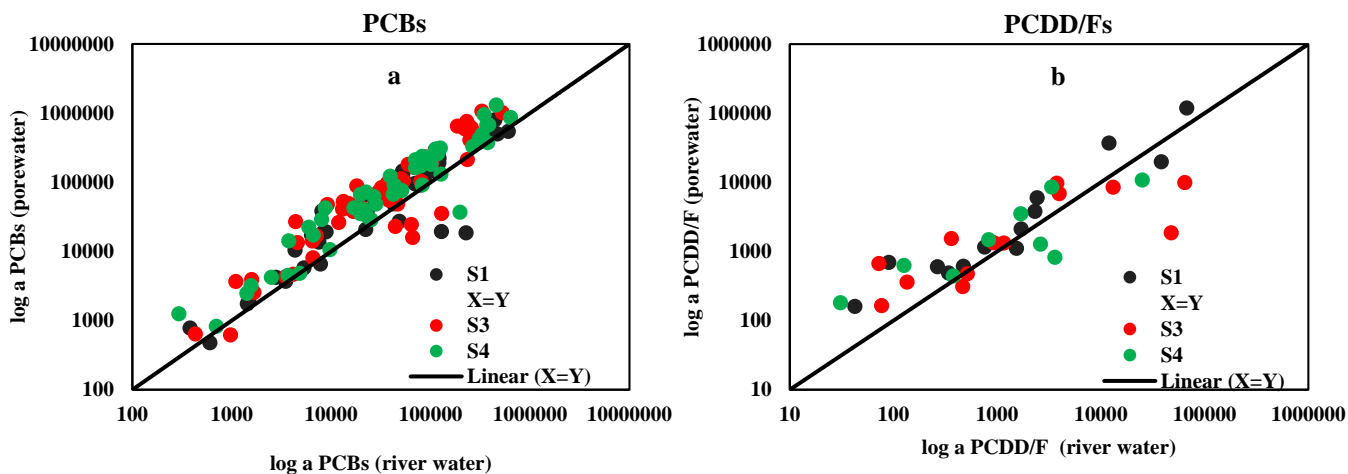 PCBs
a
log a PCBs (porewater)
10000000
1000000
100000
10000
1000
100
100
1000
10000
100000
1000000
10000000
log a PCBs (river water)
S1
X=Y
S3
S4
Linear (X=Y)
PCDD/Fs
b
log a PCDD/F (porewater)
1000000
100000
10000
1000
100
10
10
100
1000
10000
100000
1000000
log a PCDD/F (river water)
S1
X=Y
S3
S4
Linear (X=Y)